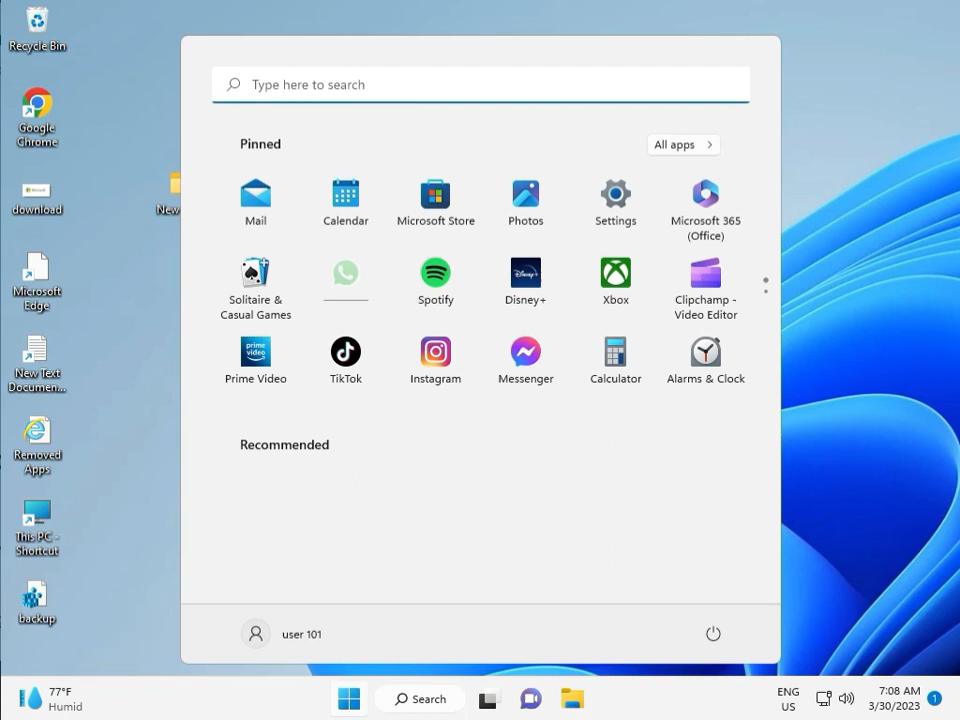 Recycle Bin
Google
Chrome
download
New
Microsoft
Edge
New Text
Documen...
Removed
Apps
This PC -
Shortcut
backup
Type here to search
Pinned
All apps
Mail
Calendar
Microsoft Store
Photos
Settings
Microsoft 365
(Office)
Solitaire &
Casual Games
Spotify
Disney+
Xbox
Clipchamp -
Video Editor
prime
video
Prime Video
TikTok
Instagram
Messenger
Calculator
Alarms & Clock
Recommended
user 101
77°F
Humid
Search
ENG
US
7:08 AM
3/30/2023
1